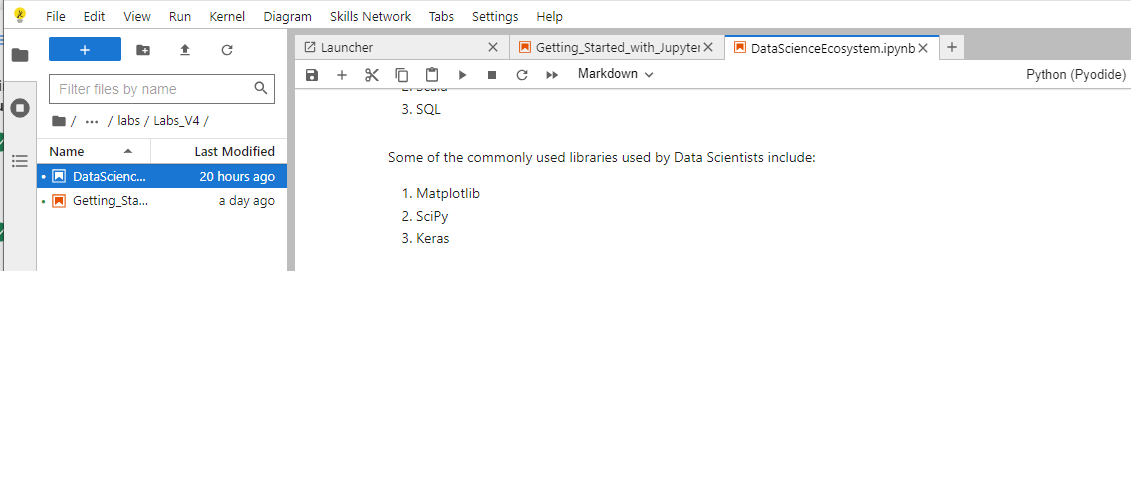 File Edit View Run Kernel Diagram Skills Network Tabs Settings Help
Launcher
Getting_Started_with_Jupyter
DataScienceEcosystem.ipynb
Markdown
Python (Pyodide)
Filter files by name
/ ... / labs / Labs_V4 /
Name Last Modified
DataScienc... 20 hours ago
Getting_Sta... a day ago
3. SQL
Some of the commonly used libraries used by Data Scientists include:
1. Matplotlib
2. SciPy
3. Keras